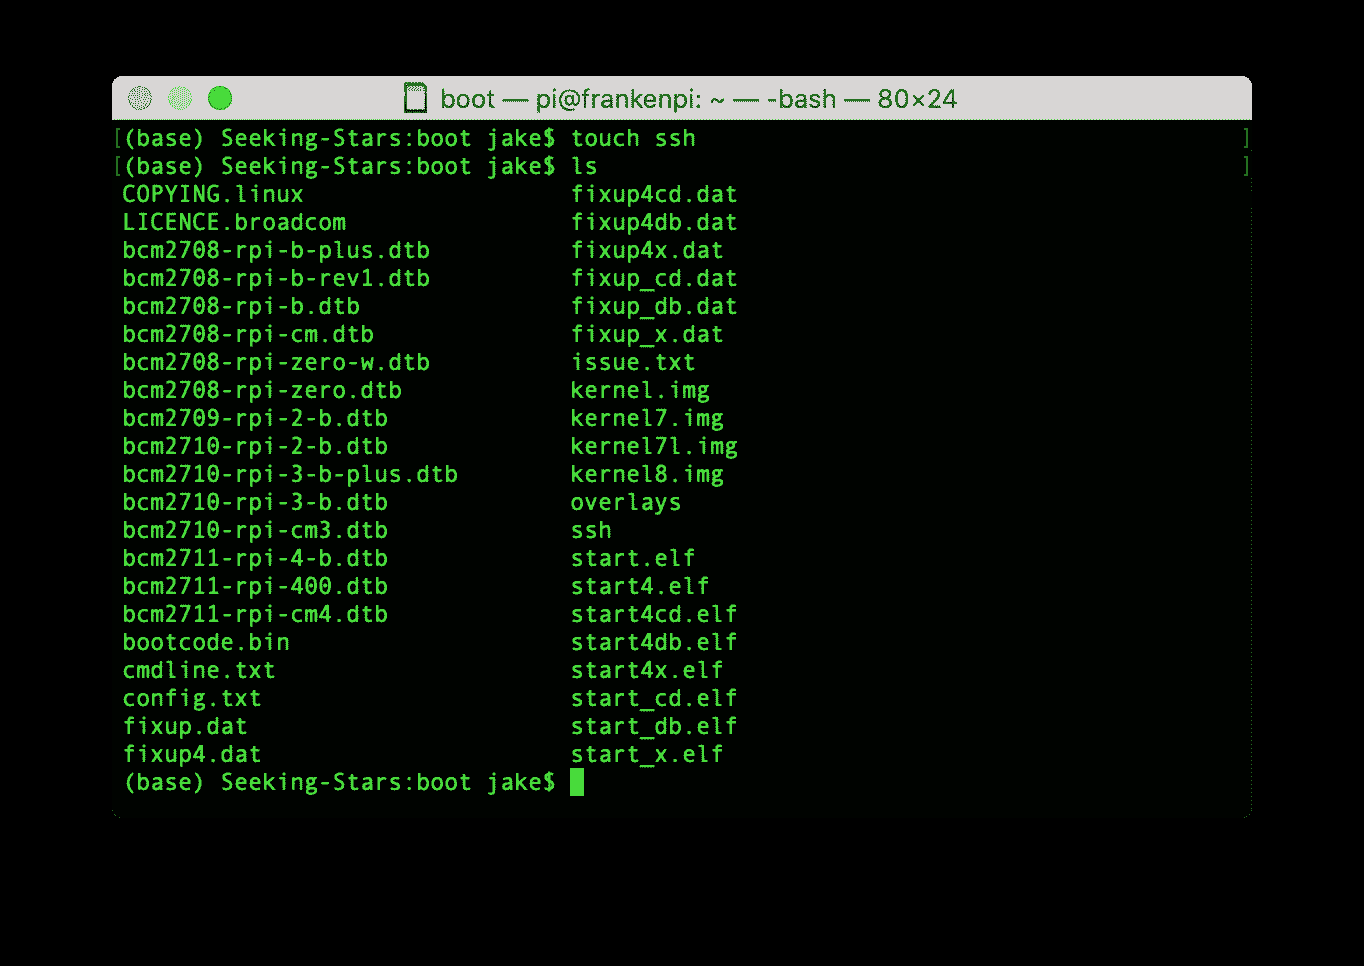 boot — pi@frankenpi: ~ — -bash — 80×24
[(base) Seeking-Stars:boot jake$ touch ssh ]
[(base) Seeking-Stars:boot jake$ ls ]
COPYING.linux fixup4cd.dat
LICENCE.broadcom fixup4db.dat
bcm2708-rpi-b-plus.dtb fixup4x.dat
bcm2708-rpi-b-rev1.dtb fixup_cd.dat
bcm2708-rpi-b.dtb fixup_db.dat
bcm2708-rpi-cm.dtb fixup_x.dat
bcm2708-rpi-zero-w.dtb issue.txt
bcm2708-rpi-zero.dtb kernel.img
bcm2709-rpi-2-b.dtb kernel7.img
bcm2710-rpi-2-b.dtb kernel7l.img
bcm2710-rpi-3-b-plus.dtb kernel8.img
bcm2710-rpi-3-b.dtb overlays
bcm2710-rpi-cm3.dtb ssh
bcm2711-rpi-4-b.dtb start.elf
bcm2711-rpi-400.dtb start4.elf
bcm2711-rpi-cm4.dtb start4cd.elf
bootcode.bin start4db.elf
cmdline.txt start4x.elf
config.txt start_cd.elf
fixup.dat start_db.elf
fixup4.dat start_x.elf
(base) Seeking-Stars:boot jake$